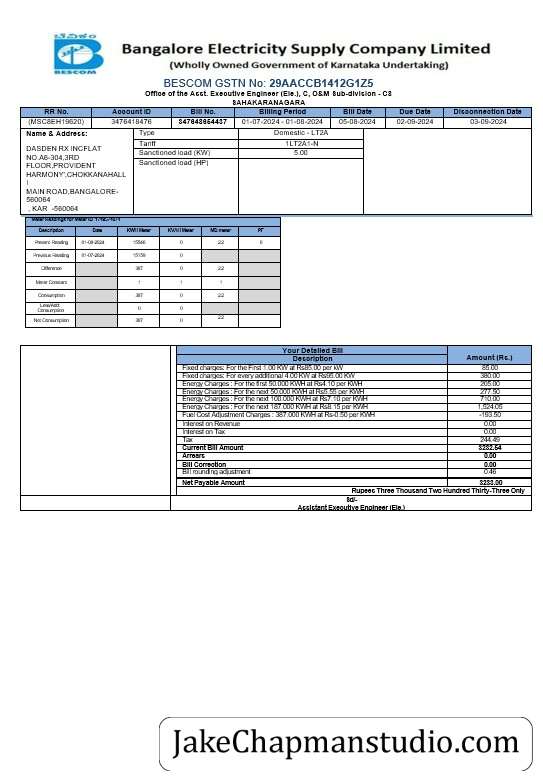 ಬೆವಿಕಂ
BESCOM
Bangalore Electricity Supply Company Limited
(Wholly Owned Government of Karnataka Undertaking)
BESCOM GSTN No: 29AACCB1412G1Z5
Office of the Asst. Executive Engineer (Ele.), C, O&M Sub-division - C8
SAHAKARANAGARA
RR No. Account ID Bill No. Billing Period Bill Date Due Date Disconnection Date
(MSC8EH19620) 3476418476 847648654487 01-07-2024 - 01-08-2024 05-08-2024 02-09-2024 03-09-2024
Name & Address: Type Domestic - LT2A
Tariff 1LT2A1-N
Sanctioned load (KW) 5.00
Sanctioned load (HP)
DASDEN RX INCFLAT
NO.A6-304,3RD
FLOOR,PROVIDENT
HARMONY',CHOKKANAHALL
I
MAIN ROAD,BANGALORE-
560064
, KAR -560064
Meter Readings for Meter ID
Description Date KWH Meter KVAH Meter MD meter PF
Present Reading 01-08-2024 15546 0 2.2 0
Previous Reading 01-07-2024 15159 0
Difference 387 0 2.2
Meter Constant 1 1 1
Consumption 387 0 2.2
Less/Add
Consumption 0 0
Net Consumption 387 0 2.2
Your Detailed Bill
Description Amount (Rs.)
Fixed charges: For the First 1.00 KW at Rs85.00 per kW 85.00
Fixed charges: For every additional 4.00 KW at Rs95.00 KW 380.00
Energy Charges : For the first 50.000 KWH at Rs4.10 per KWH 205.00
Energy Charges : For the next 50.000 KWH at Rs5.55 per KWH 277.50
Energy Charges : For the next 100.000 KWH at Rs7.10 per KWH 710.00
Energy Charges : For the next 187.000 KWH at Rs8.15 per KWH 1,524.05
Fuel Cost Adjustment Charges : 387.000 KWH at Rs-0.50 per KWH -193.50
Interest on Revenue 0.00
Interest on Tax 0.00
Tax 244.49
Current Bill Amount 3232.54
Arrears 0.00
Bill Correction 0.00
Bill rounding adjustment 0.46
Net Payable Amount 3233.00
Rupees Three Thousand Two Hundred Thirty-Three Only
Sd/-
Assistant Executive Engineer (Ele.)
JakeChapmanstudio.com